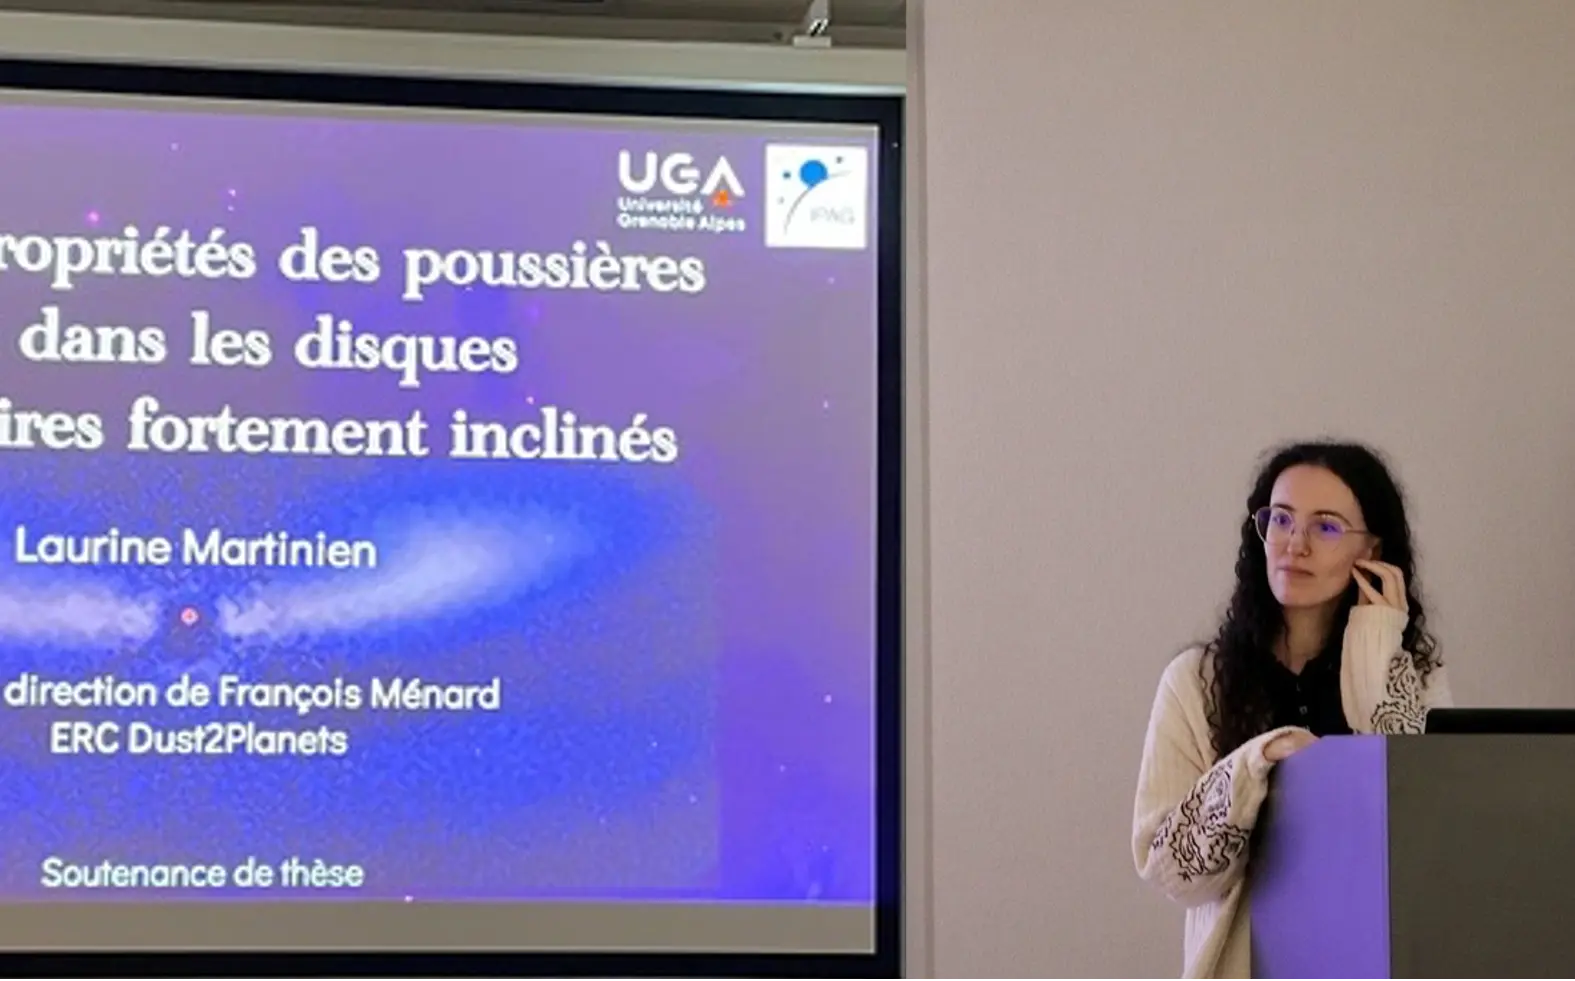 UGA
Université
Grenoble Alpes
IPAG
ropriétés des poussières
dans les disques
ires fortement inclinés
Laurine Martinien
direction de François Ménard
ERC Dust2Planets
Soutenance de thèse